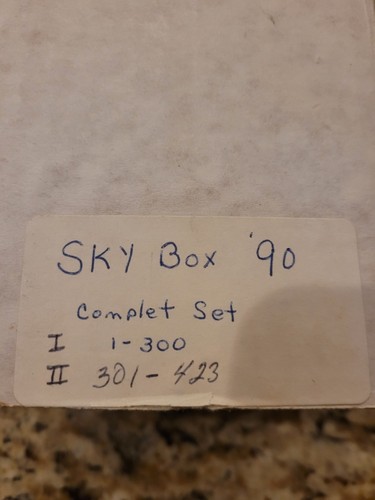 SKY Box '90
Complet Set
I 1-300
II 301-423